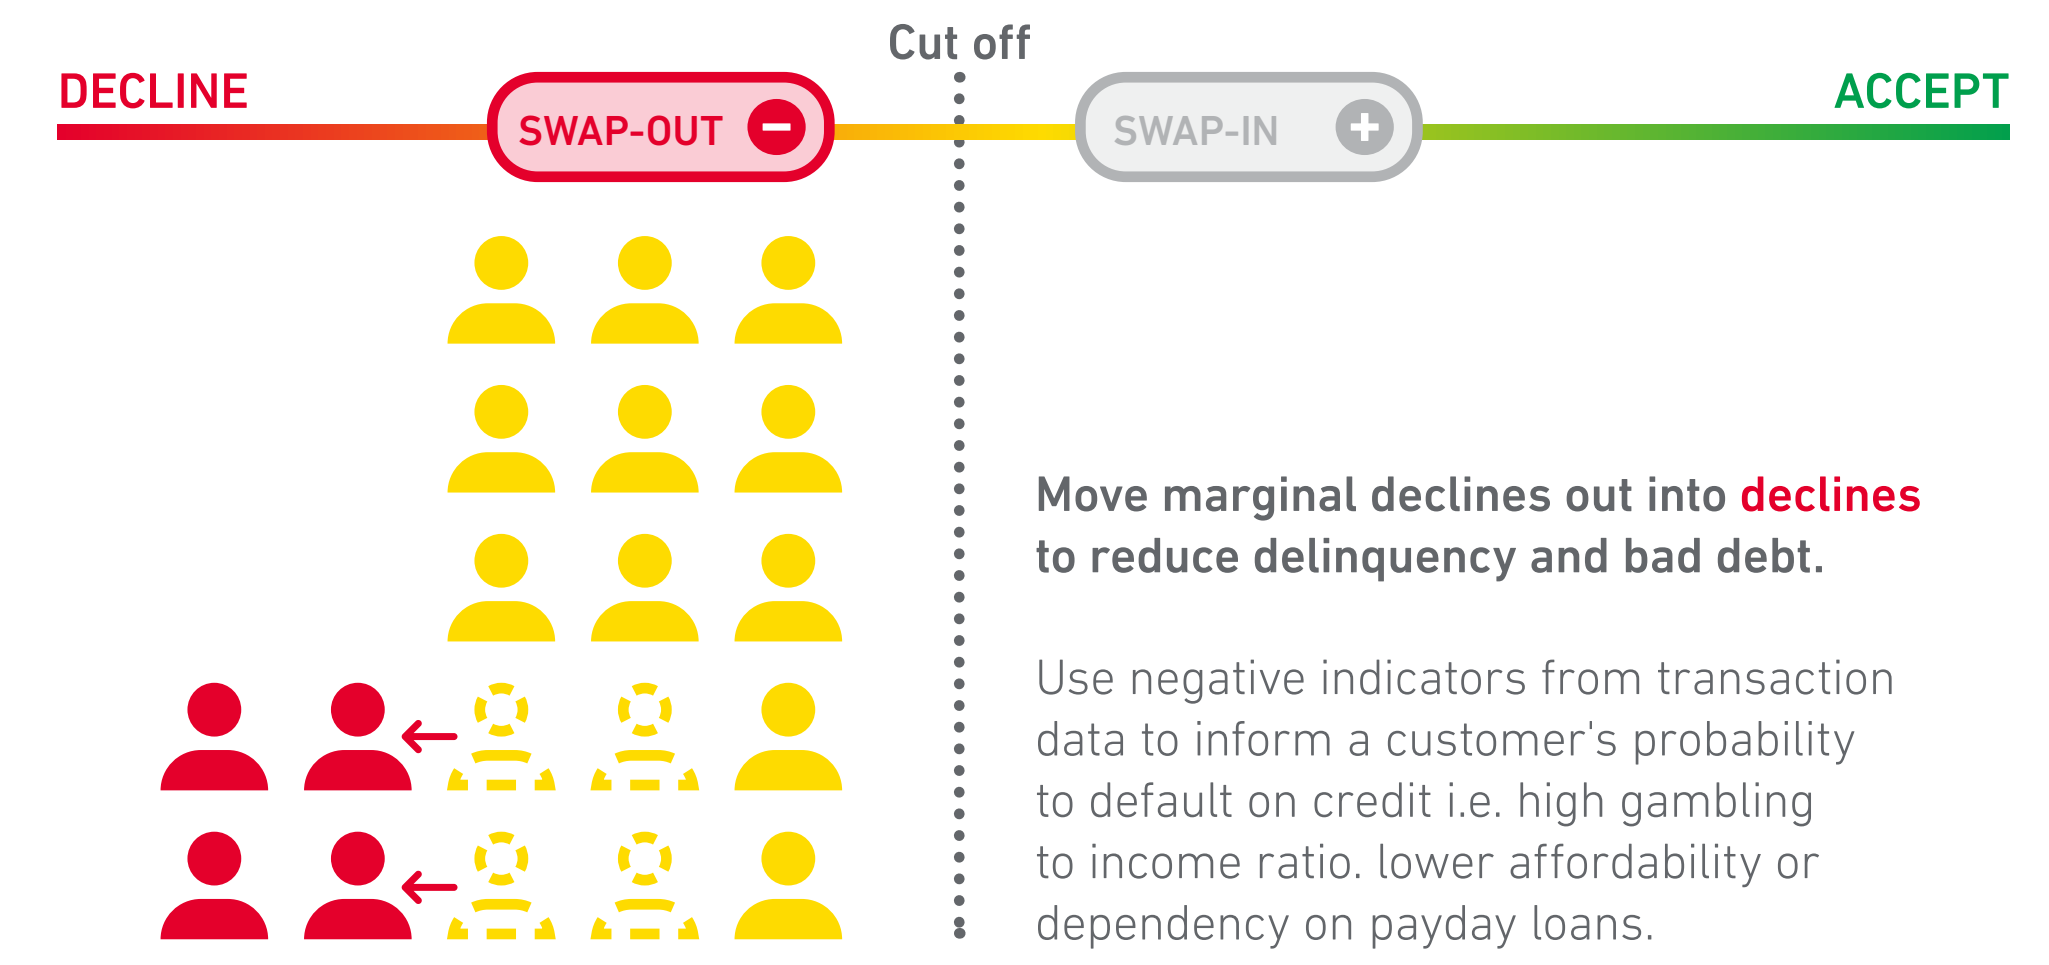 Cut off
DECLINE
ACCEPT
SWAP-OUT
SWAP-IN
Move marginal declines out into declines
to reduce delinquency and bad debt.
Use negative indicators from transaction
data to inform a customer's probability
to default on credit i.e. high gambling
to income ratio. lower affordability or
dependency on payday loans.